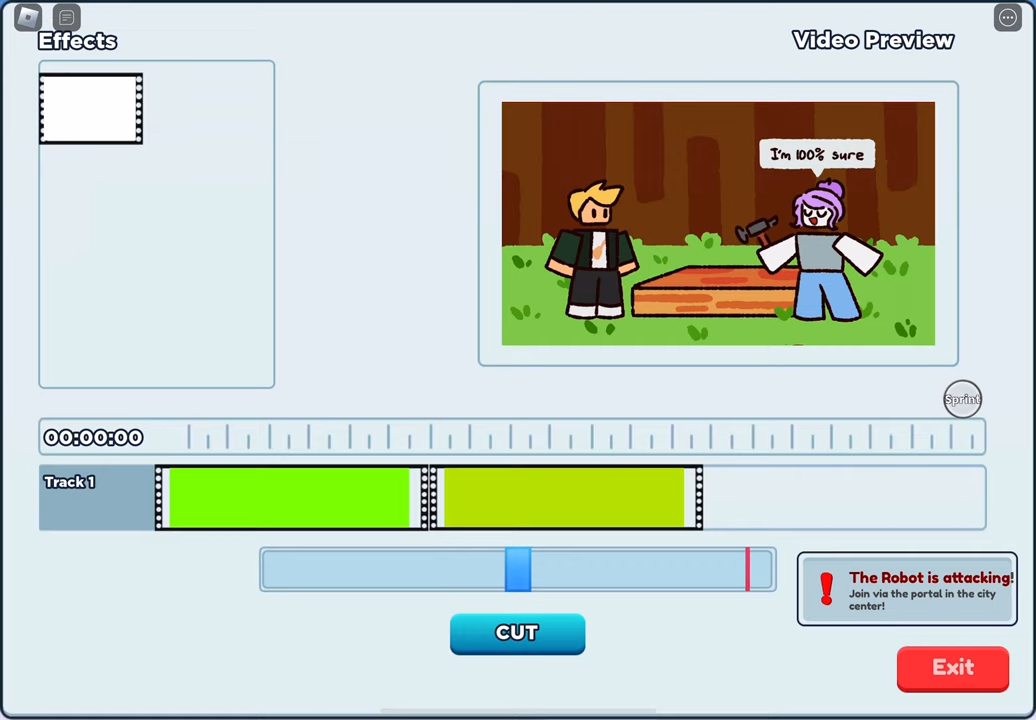 Effects
Video Preview
I'm 100% sure
Sprint
00:00:00
Track 1
The Robot is attacking!
Join via the portal in the city
center!
CUT
Exit